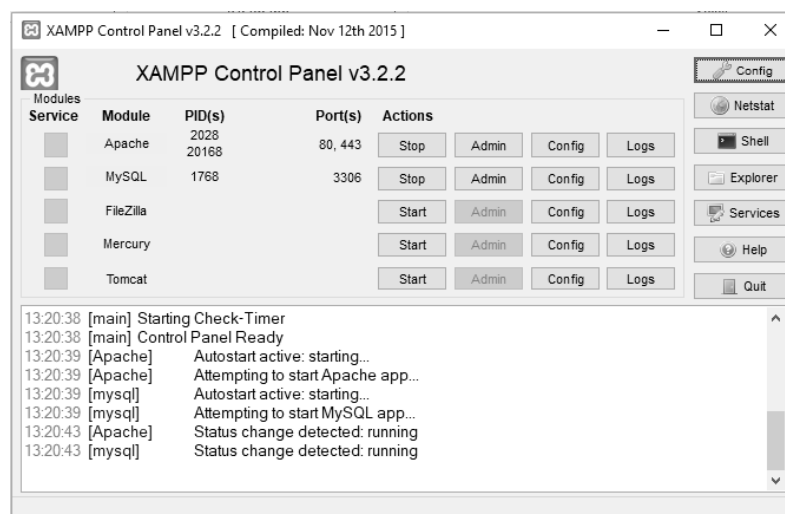 XAMPP Control Panel v3.2.2 [ Compiled: Nov 12th 2015 ]
XAMPP Control Panel v3.2.2
Config
Modules
Service Module PID(s) Port(s) Actions
Netstat
Apache 2028 20168 80, 443 Stop Admin Config Logs
Shell
MySQL 1768 3306 Stop Admin Config Logs
Explorer
FileZilla Start Admin Config Logs
Services
Mercury Start Admin Config Logs
Help
Tomcat Start Admin Config Logs
Quit
13:20:38 [main] Starting Check-Timer
13:20:38 [main] Control Panel Ready
13:20:39 [Apache] Autostart active: starting...
13:20:39 [Apache] Attempting to start Apache app...
13:20:39 [mysql] Autostart active: starting...
13:20:39 [mysql] Attempting to start MySQL app...
13:20:43 [Apache] Status change detected: running
13:20:43 [mysql] Status change detected: running